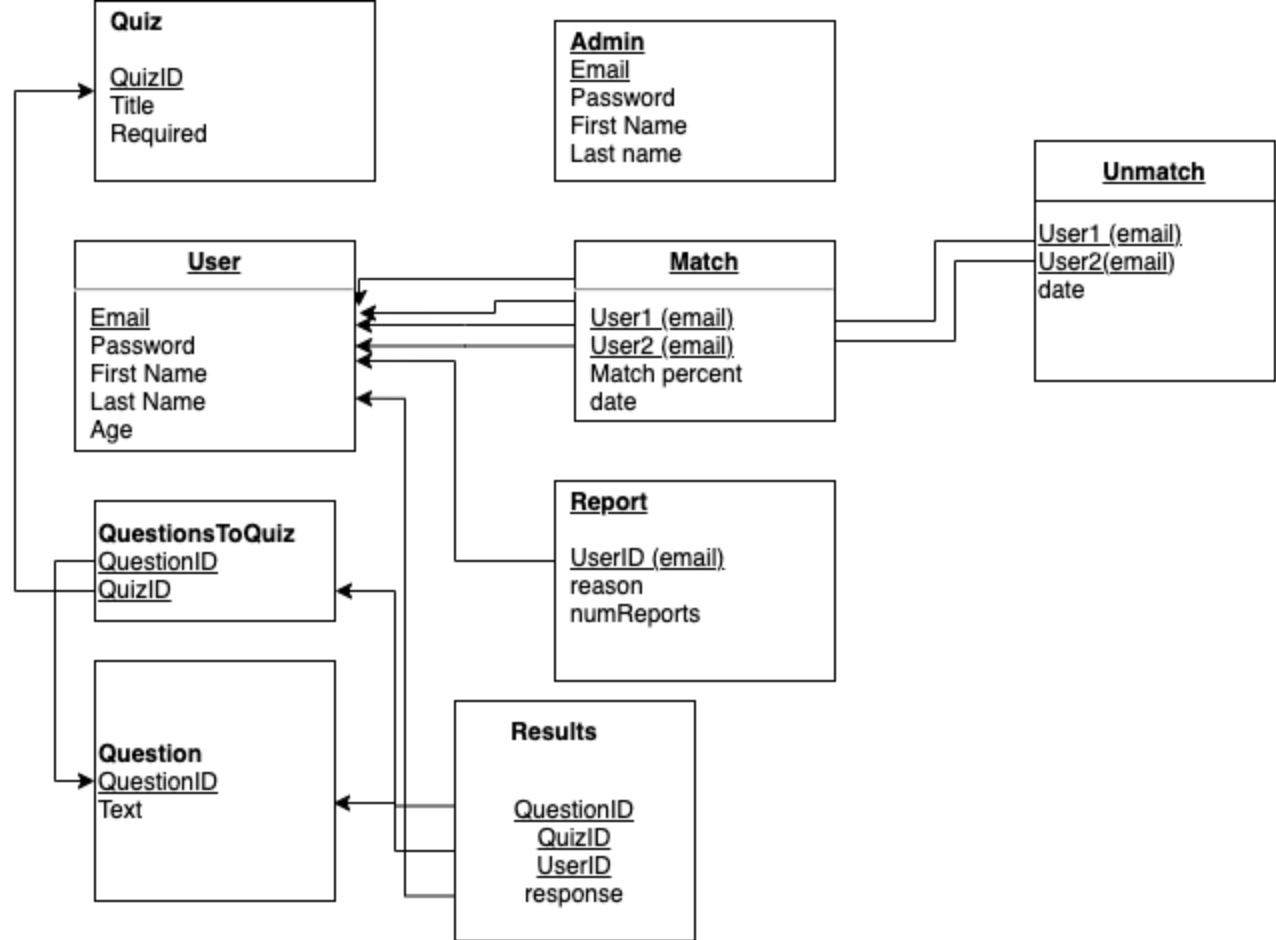 Quiz
QuizID
Title
Required
Admin
Email
Password
First Name
Last name
Unmatch
User1 (email)
User2(email)
date
User
Email
Password
First Name
Last Name
Age
Match
User1 (email)
User2 (email)
Match percent
date
QuestionsToQuiz
QuestionID
QuizID
Report
UserID (email)
reason
numReports
Question
QuestionID
Text
Results
QuestionID
QuizID
UserID
response